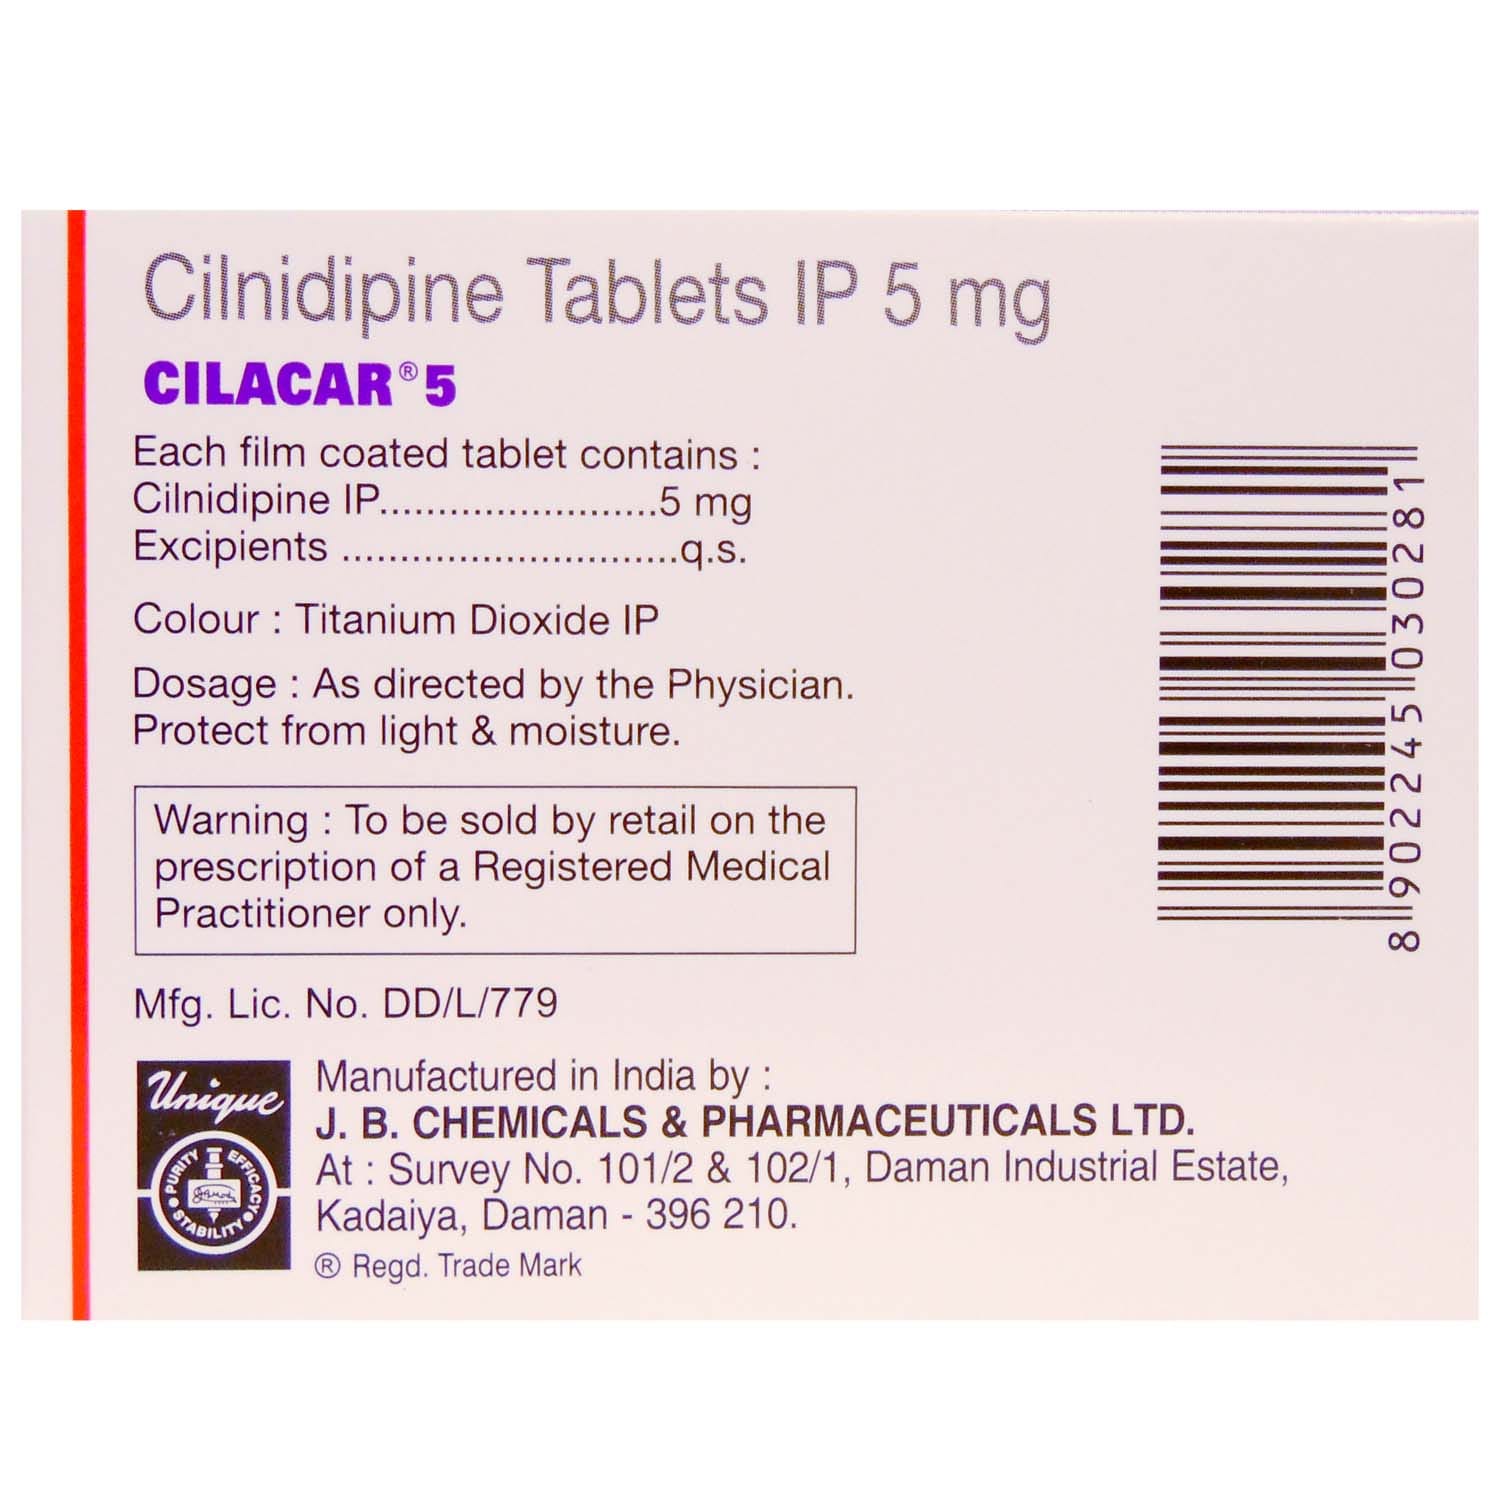 Cilnidipine Tablets IP 5 mg
CILACAR® 5
Each film coated tablet contains :
Cilnidipine IP........................5 mg
Excipients .............................q.s.
Colour : Titanium Dioxide IP
Dosage : As directed by the Physician.
Protect from light & moisture.
Warning : To be sold by retail on the
prescription of a Registered Medical
Practitioner only.
Mfg. Lic. No. DD/L/779
Unique
PURITY EFFICACY
STABILITY
Manufactured in India by :
J. B. CHEMICALS & PHARMACEUTICALS LTD.
At : Survey No. 101/2 & 102/1, Daman Industrial Estate,
Kadaiya, Daman - 396 210.
® Regd. Trade Mark
8 902245 030281